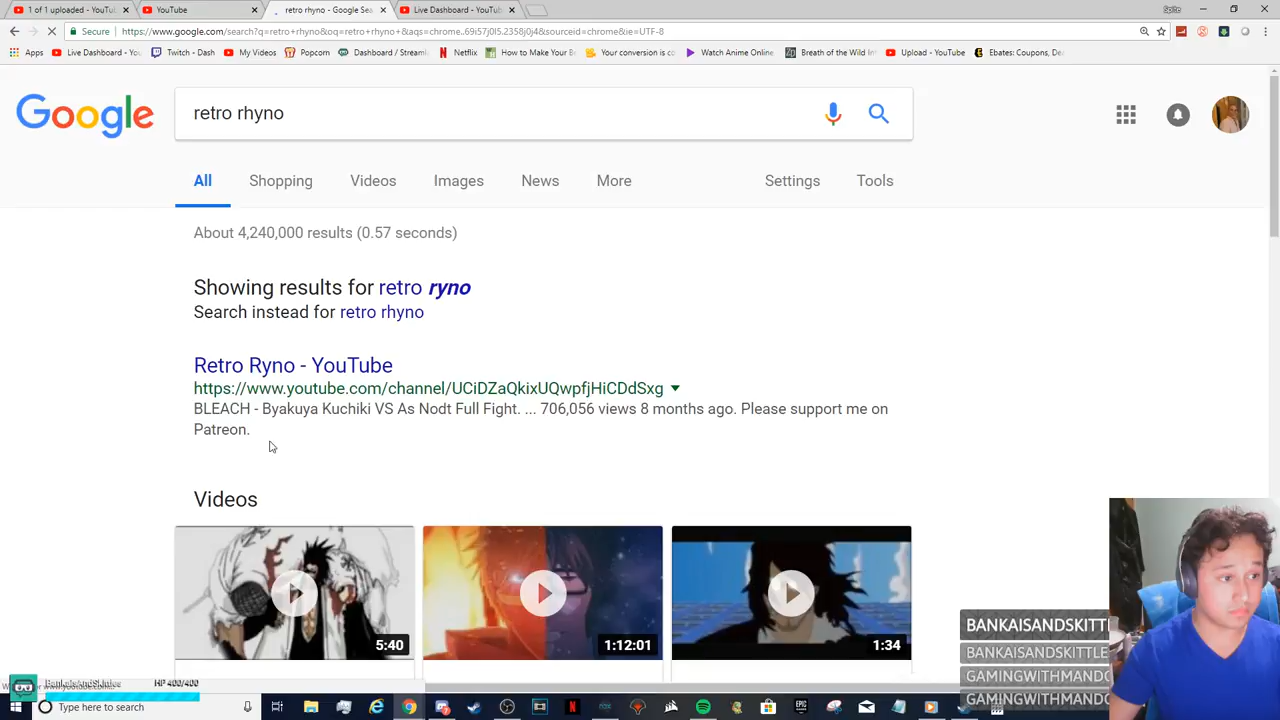 1 of 1 uploaded - YouTu
YouTube
retro rhyno - Google Sea
Live Dashboard - YouTub
Secure
https://www.google.com/search?q=retro+rhyno&oq=retro+rhyno+&aqs=chrome..69i57j0l5.2358j0j4&sourceid=chrome&ie=UTF-8
Apps
Live Dashboard - You
Twitch - Dash
My Videos
Popcorn
Dashboard / Streaml
Netflix
How to Make Your Be
Your conversion is co
Watch Anime Online
Breath of the Wild In
Upload - YouTube
Ebates: Coupons, Dea
Google
retro rhyno
All
Shopping
Videos
Images
News
More
Settings
Tools
About 4,240,000 results (0.57 seconds)
Showing results for retro ryno
Search instead for retro rhyno
Retro Ryno - YouTube
https://www.youtube.com/channel/UCiDZaQkixUQwpfjHiCDdSxg
BLEACH - Byakuya Kuchiki VS As Nodt Full Fight. ... 706,056 views 8 months ago. Please support me on
Patreon.
Videos
5:40
1:12:01
1:34
BANKAISANDSKITTL
BANKAISANDSKITTLE
GAMINGWITHMANDO
GAMINGWITHMANDO
HP 400/400
Type here to search